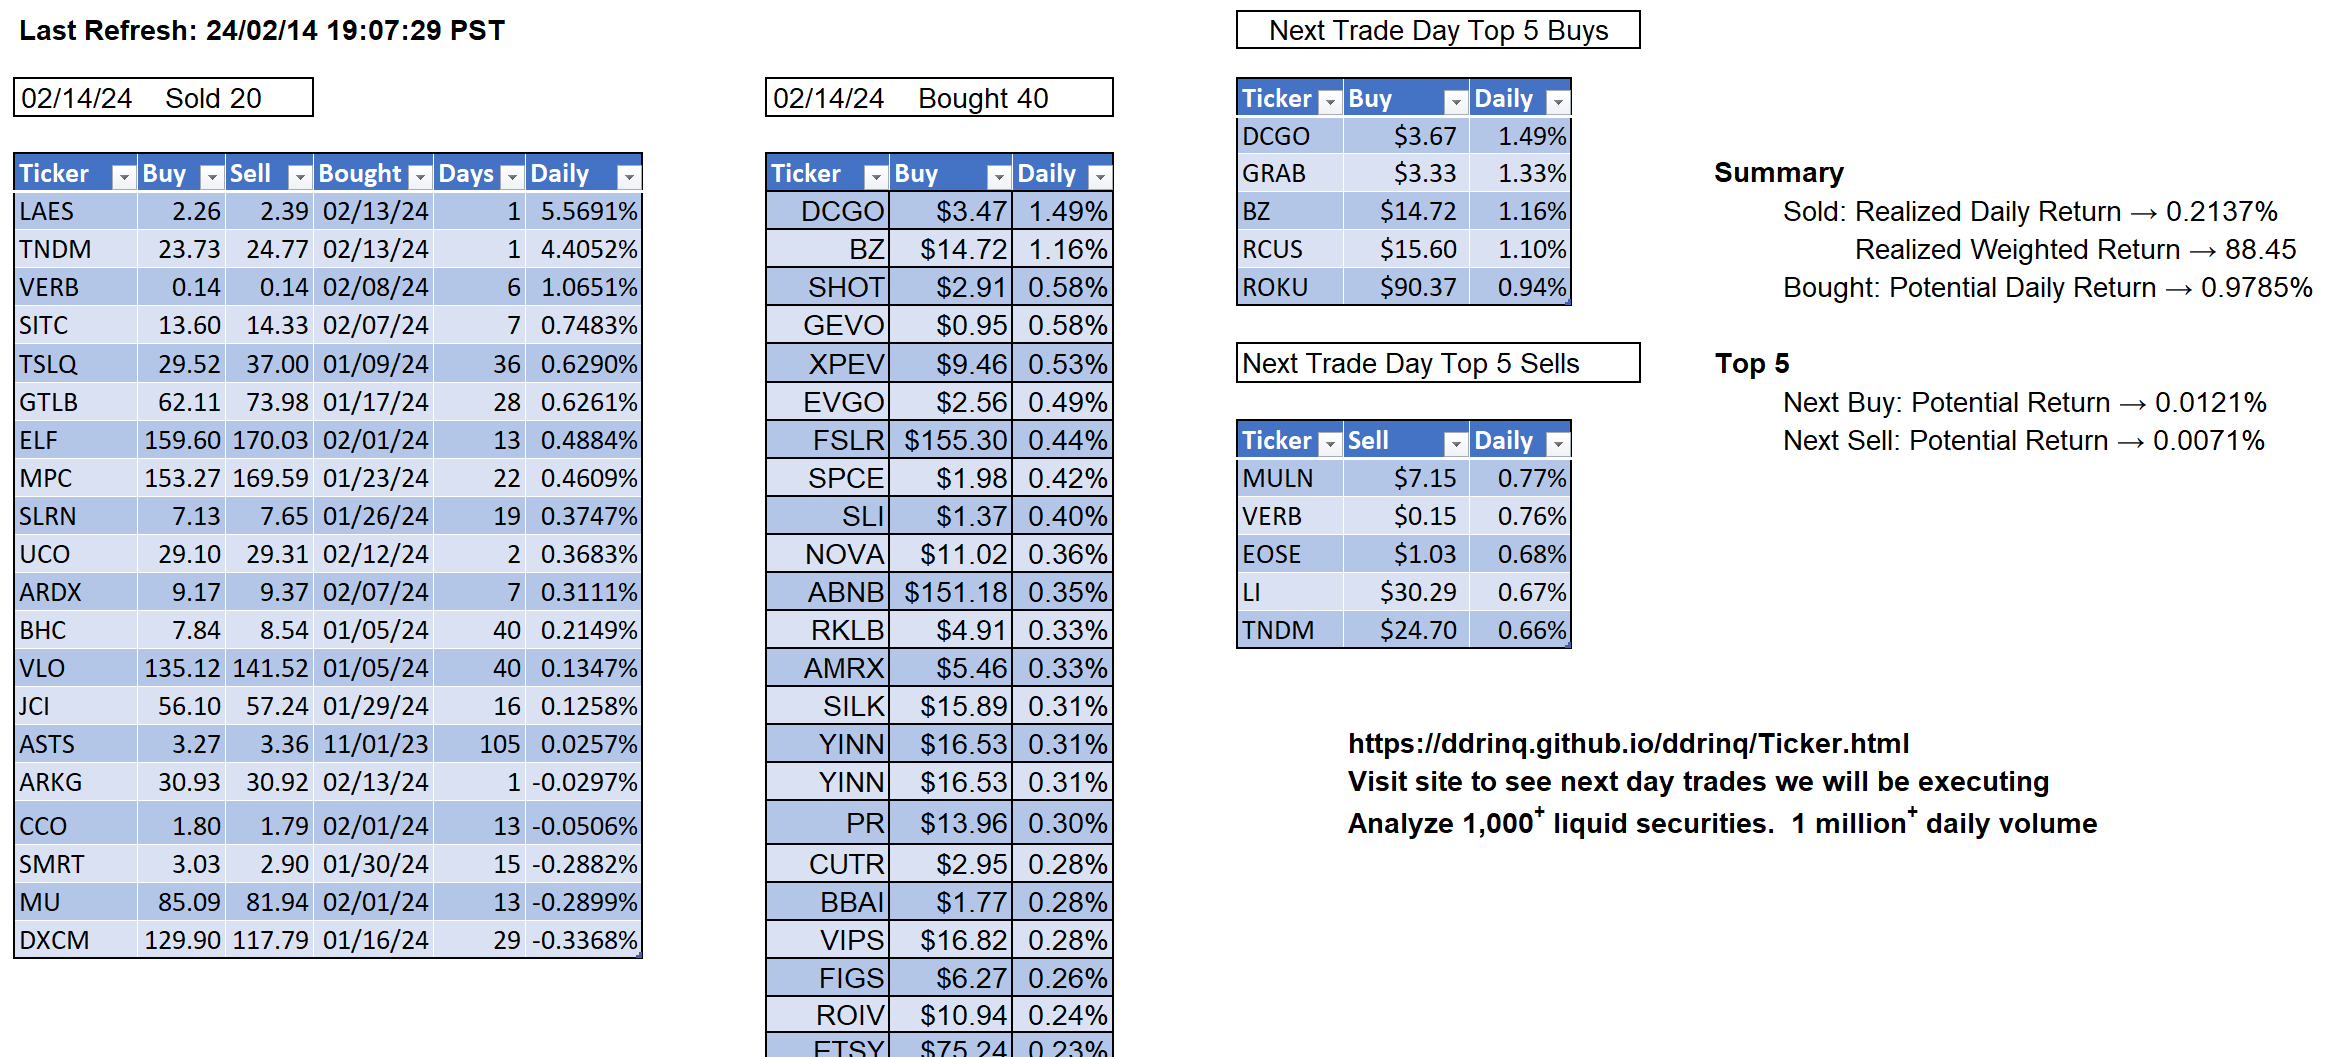 Last Refresh: 24/02/14 19:07:29 PST
02/14/24 Sold 20
Ticker Buy Sell Bought Days Daily
LAES 2.26 2.39 02/13/24 1 5.5691%
TNDM 23.73 24.77 02/13/24 1 4.4052%
VERB 0.14 0.14 02/08/24 6 1.0651%
SITC 13.60 14.33 02/07/24 7 0.7483%
TSLQ 29.52 37.00 01/09/24 36 0.6290%
GTLB 62.11 73.98 01/17/24 28 0.6261%
ELF 159.60 170.03 02/01/24 13 0.4884%
MPC 153.27 169.59 01/23/24 22 0.4609%
SLRN 7.13 7.65 01/26/24 19 0.3747%
UCO 29.10 29.31 02/12/24 2 0.3683%
ARDX 9.17 9.37 02/07/24 7 0.3111%
BHC 7.84 8.54 01/05/24 40 0.2149%
VLO 135.12 141.52 01/05/24 40 0.1347%
JCI 56.10 57.24 01/29/24 16 0.1258%
ASTS 3.27 3.36 11/01/23 105 0.0257%
ARKG 30.93 30.92 02/13/24 1 -0.0297%
CCO 1.80 1.79 02/01/24 13 -0.0506%
SMRT 3.03 2.90 01/30/24 15 -0.2882%
MU 85.09 81.94 02/01/24 13 -0.2899%
DXCM 129.90 117.79 01/16/24 29 -0.3368%
02/14/24 Bought 40
Ticker Buy Daily
DCGO $3.47 1.49%
BZ $14.72 1.16%
SHOT $2.91 0.58%
GEVO $0.95 0.58%
XPEV $9.46 0.53%
EVGO $2.56 0.49%
FSLR $155.30 0.44%
SPCE $1.98 0.42%
SLI $1.37 0.40%
NOVA $11.02 0.36%
ABNB $151.18 0.35%
RKLB $4.91 0.33%
AMRX $5.46 0.33%
SILK $15.89 0.31%
YINN $16.53 0.31%
YINN $16.53 0.31%
PR $13.96 0.30%
CUTR $2.95 0.28%
BBAI $1.77 0.28%
VIPS $16.82 0.28%
FIGS $6.27 0.26%
ROIV $10.94 0.24%
ETSY $75.24 0.23%
Next Trade Day Top 5 Buys
Ticker Buy Daily
DCGO $3.67 1.49%
GRAB $3.33 1.33%
BZ $14.72 1.16%
RCUS $15.60 1.10%
ROKU $90.37 0.94%
Next Trade Day Top 5 Sells
Ticker Sell Daily
MULN $7.15 0.77%
VERB $0.15 0.76%
EOSE $1.03 0.68%
LI $30.29 0.67%
TNDM $24.70 0.66%
Summary
Sold: Realized Daily Return → 0.2137%
Realized Weighted Return → 88.45
Bought: Potential Daily Return → 0.9785%
Top 5
Next Buy: Potential Return → 0.0121%
Next Sell: Potential Return → 0.0071%
https://ddrinq.github.io/ddrinq/Ticker.html
Visit site to see next day trades we will be executing
Analyze 1,000+ liquid securities. 1 million+ daily volume